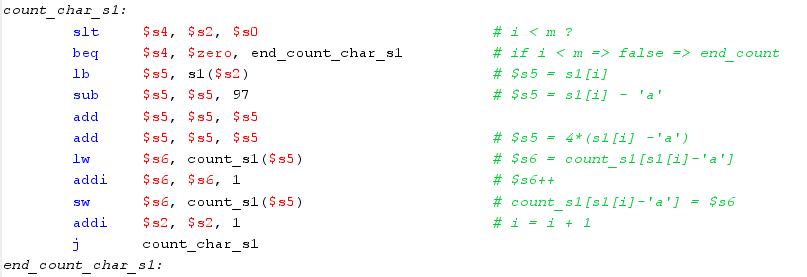 count_char_s1:
slt $s4, $s2, $s0 # i < m ?
beq $s4, $zero, end_count_char_s1 # if i < m => false => end_count
lb $s5, s1($s2) # $s5 = s1[i]
sub $s5, $s5, 97 # $s5 = s1[i] - 'a'
add $s5, $s5, $s5
add $s5, $s5, $s5 # $s5 = 4*(s1[i] -'a')
lw $s6, count_s1($s5) # $s6 = count_s1[s1[i]-'a']
addi $s6, $s6, 1 # $s6++
sw $s6, count_s1($s5) # count_s1[s1[i]-'a'] = $s6
addi $s2, $s2, 1 # i = i + 1
j count_char_s1
end_count_char_s1: